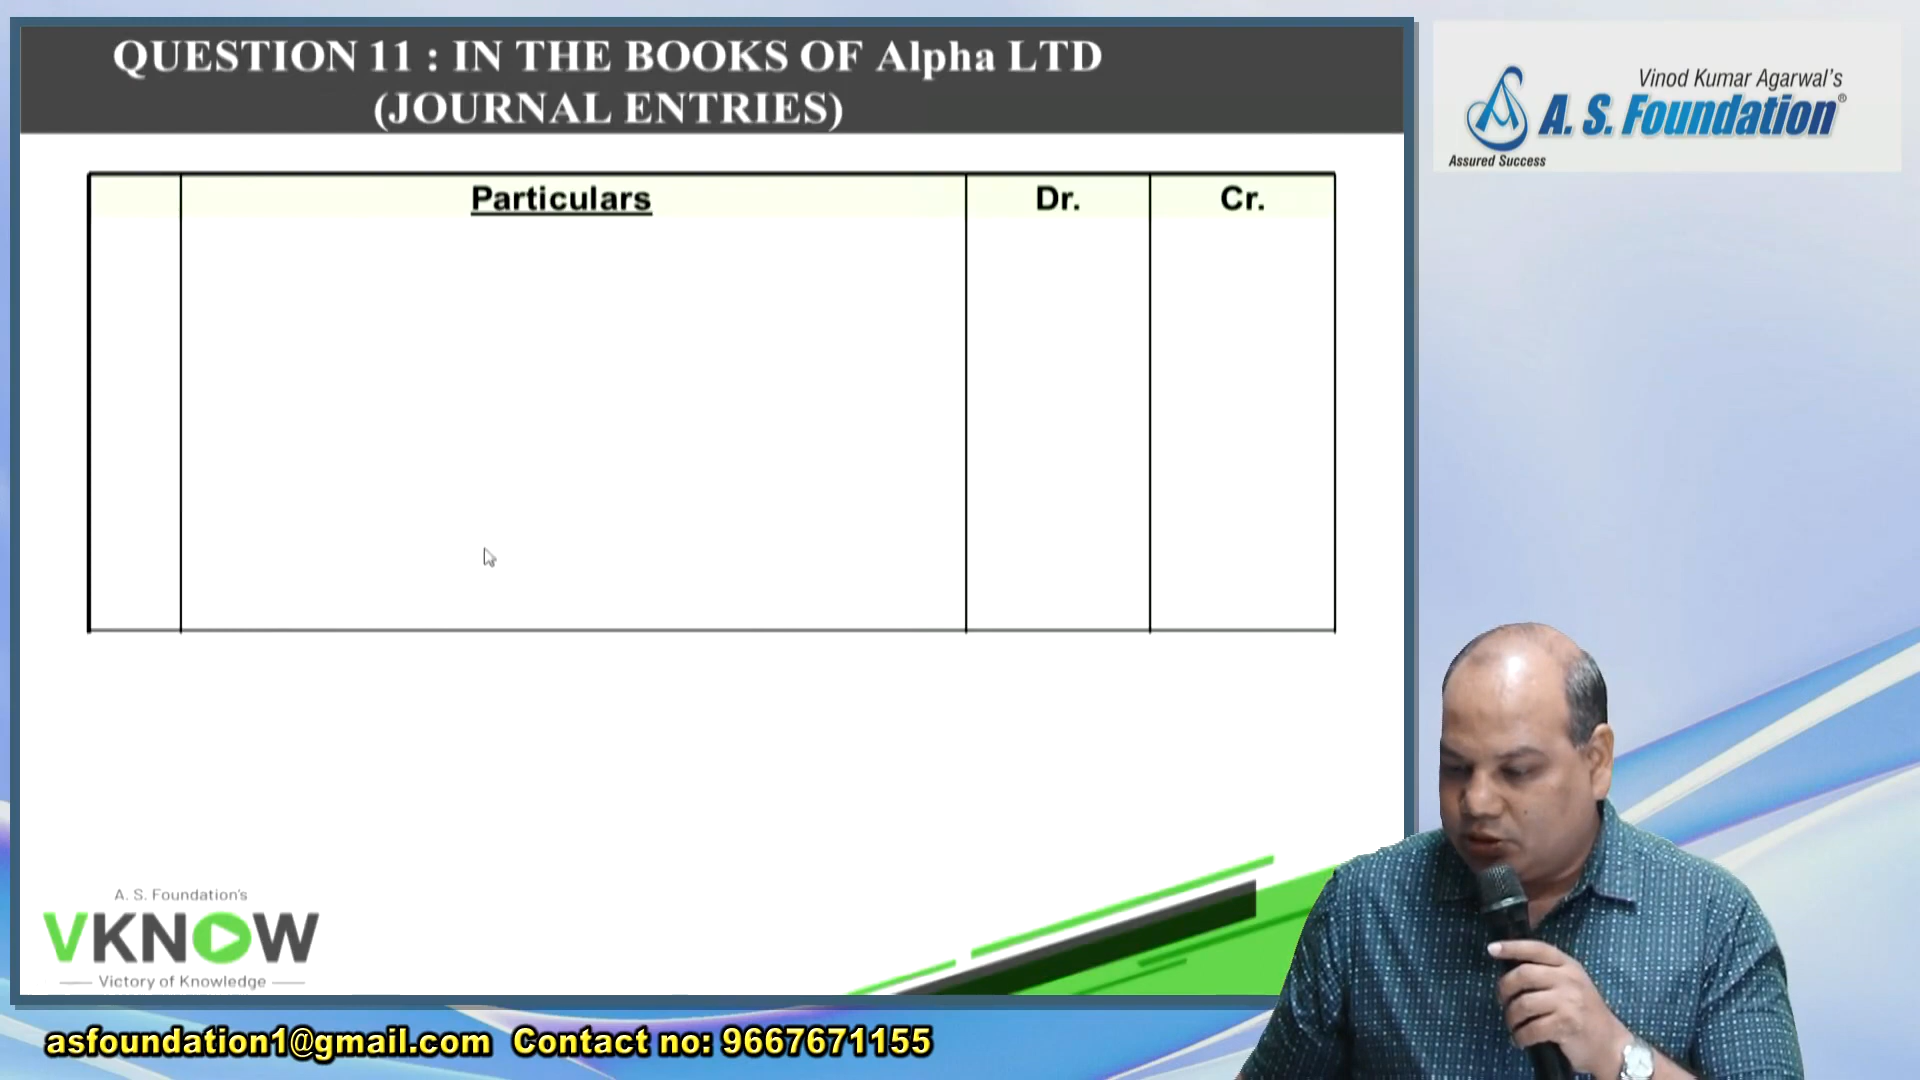 QUESTION 11 : IN THE BOOKS OF Alpha LTD
(JOURNAL ENTRIES)
Vinod Kumar Agarwal's
A. S. Foundation®
Assured Success
Particulars Dr. Cr.
A. S. Foundation's
VKNOW
Victory of Knowledge
asfoundation1@gmail.com Contact no: 9667671155